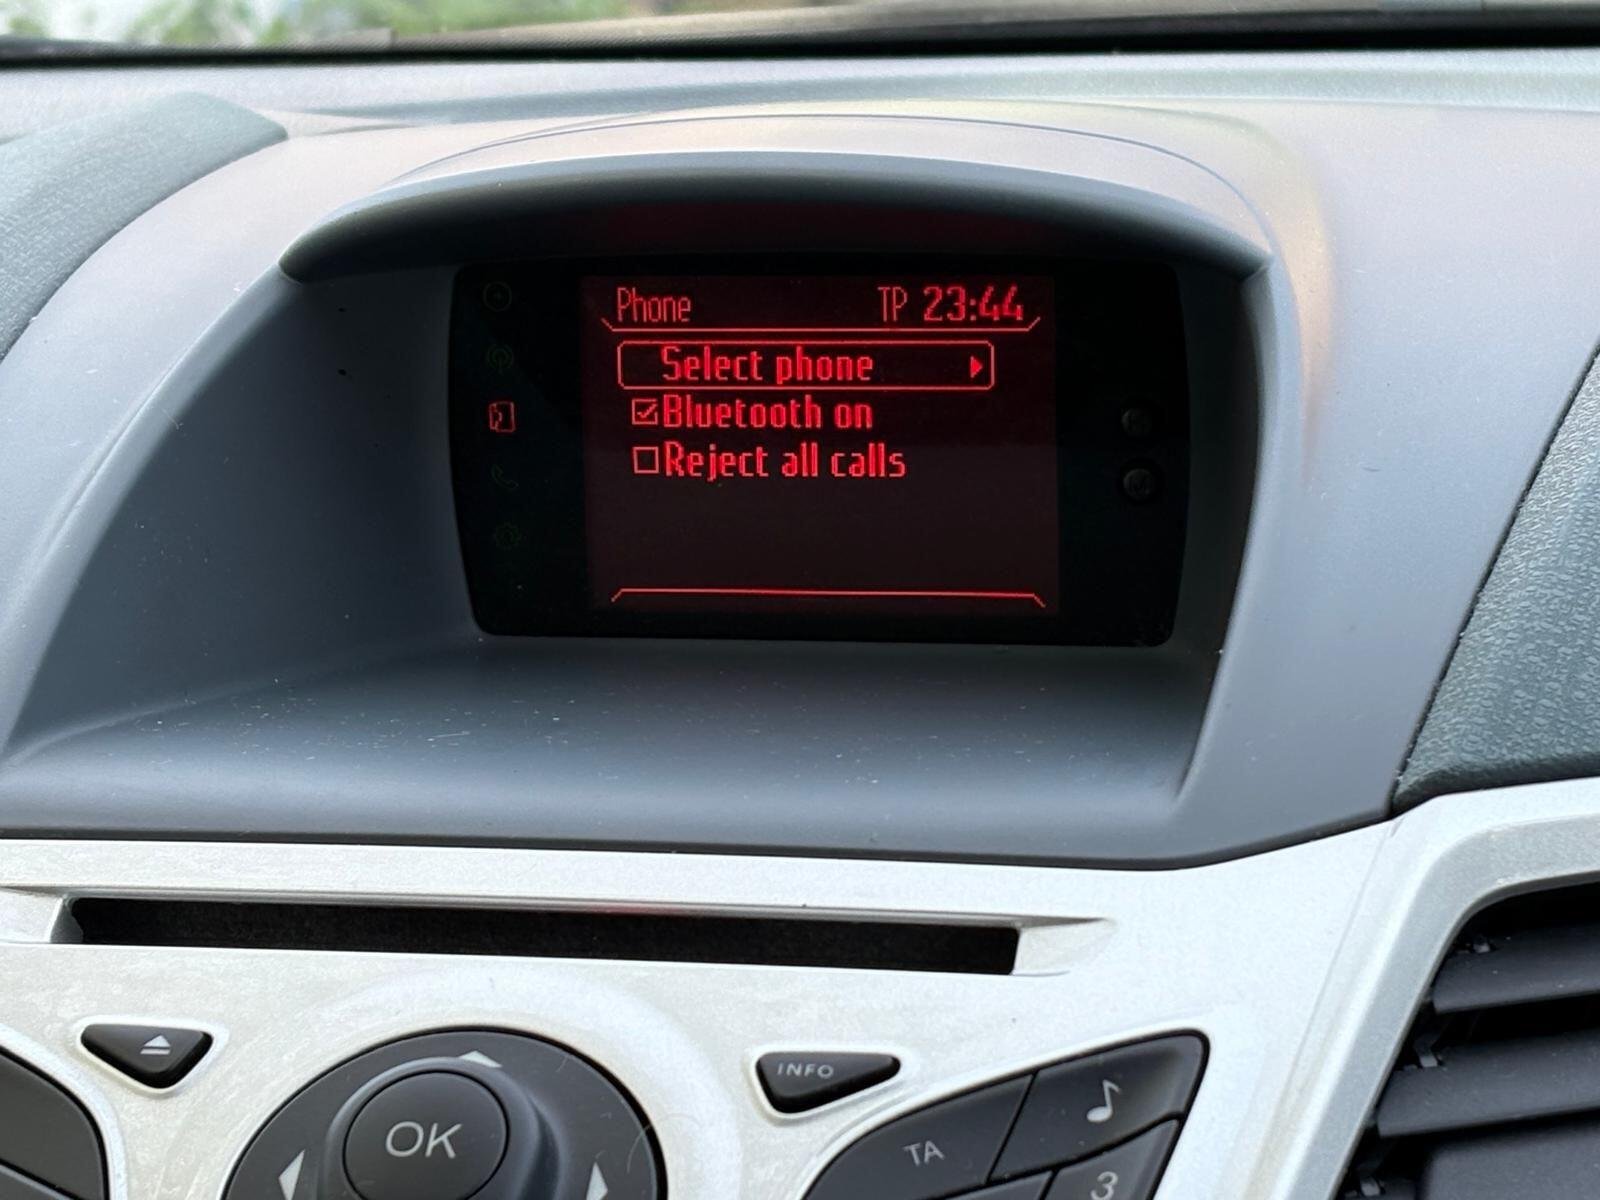 Phone TP 23:44
Select phone
Bluetooth on
Reject all calls
INFO
OK
TA
3